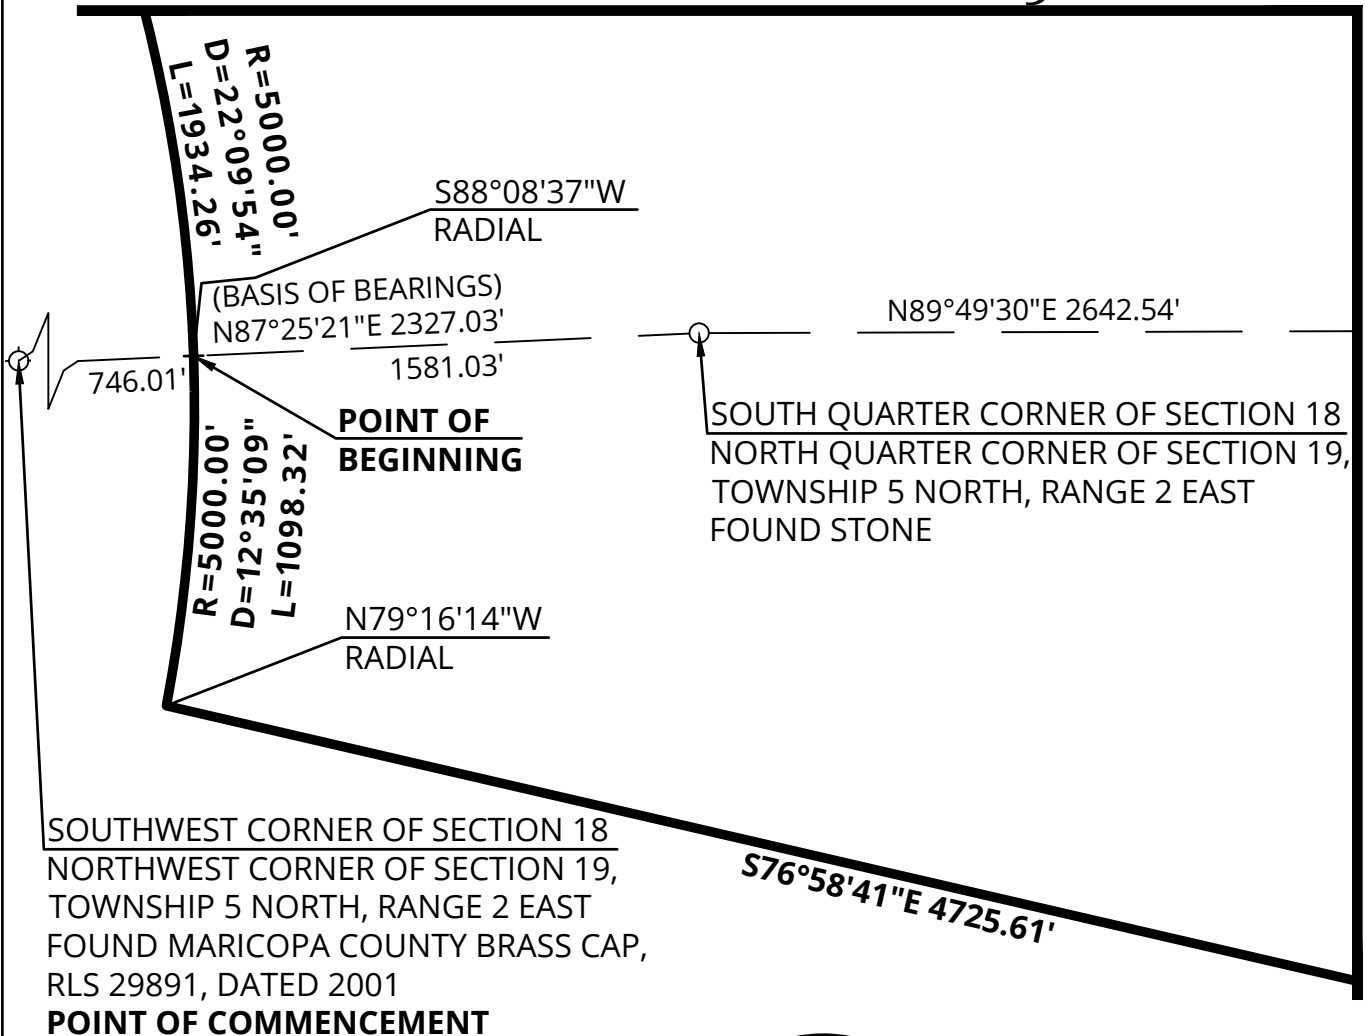 R=5000.00'
D=22°09'54"
L=1934.26'
S88°08'37"W
RADIAL
(BASIS OF BEARINGS)
N87°25'21"E 2327.03'
N89°49'30"E 2642.54'
746.01'
1581.03'
POINT OF
BEGINNING
SOUTH QUARTER CORNER OF SECTION 18
NORTH QUARTER CORNER OF SECTION 19,
TOWNSHIP 5 NORTH, RANGE 2 EAST
FOUND STONE
R=5000.00'
D=12°35'09"
L=1098.32'
N79°16'14"W
RADIAL
SOUTHWEST CORNER OF SECTION 18
NORTHWEST CORNER OF SECTION 19,
TOWNSHIP 5 NORTH, RANGE 2 EAST
FOUND MARICOPA COUNTY BRASS CAP,
RLS 29891, DATED 2001
POINT OF COMMENCEMENT
S76°58'41"E 4725.61'